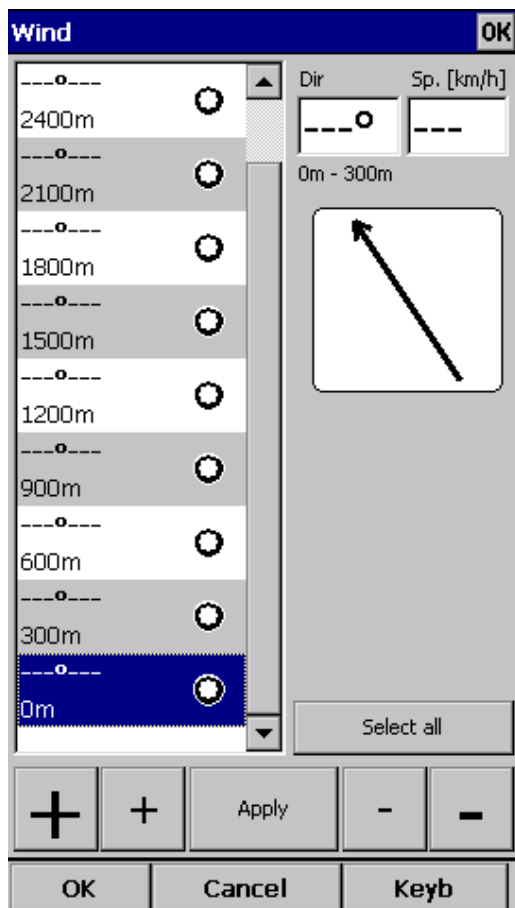 Wind OK
---o---
2400m
---o---
2100m
---o---
1800m
---o---
1500m
---o---
1200m
---o---
900m
---o---
600m
---o---
300m
---o---
0m
Dir Sp. [km/h]
---o ---
0m - 300m
Select all
+ + Apply - -
OK Cancel Keyb